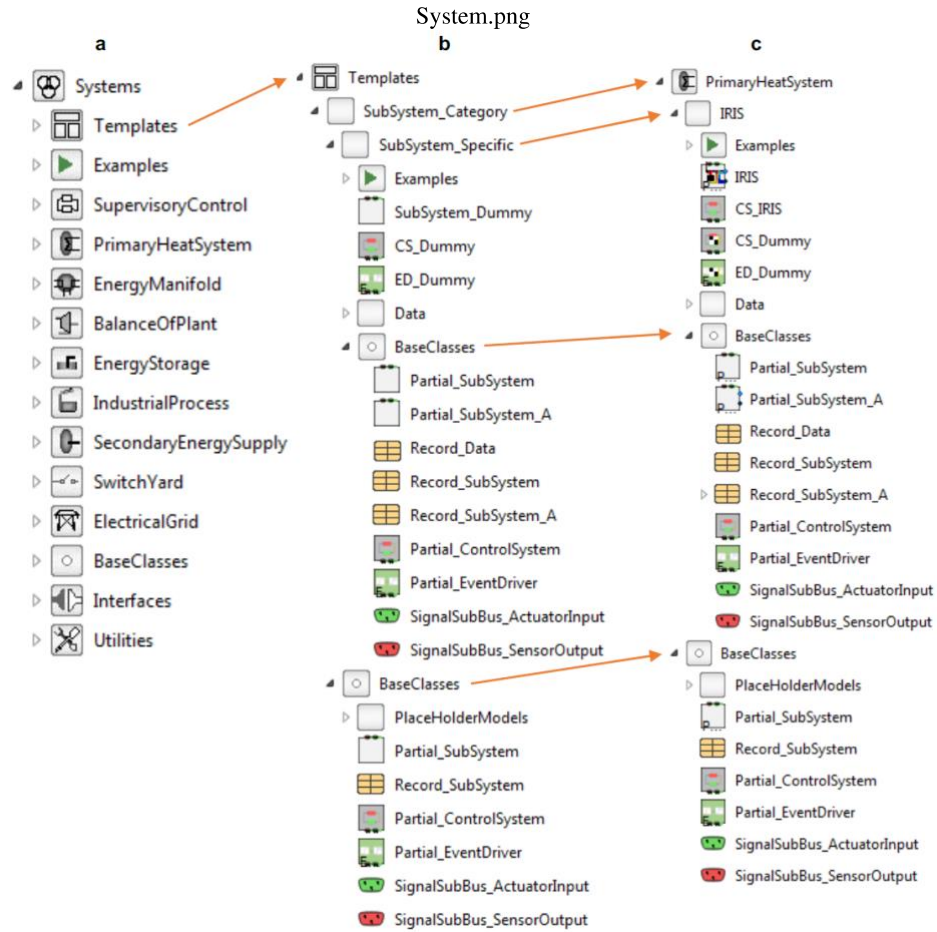 System.png
a
Systems
Templates
Examples
SupervisoryControl
PrimaryHeatSystem
EnergyManifold
BalanceOfPlant
EnergyStorage
IndustrialProcess
SecondaryEnergySupply
SwitchYard
ElectricalGrid
BaseClasses
Interfaces
Utilities
b
Templates
SubSystem_Category
SubSystem_Specific
Examples
SubSystem_Dummy
CS_Dummy
ED_Dummy
Data
BaseClasses
Partial_SubSystem
Partial_SubSystem_A
Record_Data
Record_SubSystem
Record_SubSystem_A
Partial_ControlSystem
Partial_EventDriver
SignalSubBus_ActuatorInput
SignalSubBus_SensorOutput
BaseClasses
PlaceHolderModels
Partial_SubSystem
Record_SubSystem
Partial_ControlSystem
Partial_EventDriver
SignalSubBus_ActuatorInput
SignalSubBus_SensorOutput
c
PrimaryHeatSystem
IRIS
Examples
IRIS
CS_IRIS
CS_Dummy
ED_Dummy
Data
BaseClasses
Partial_SubSystem
Partial_SubSystem_A
Record_Data
Record_SubSystem
Record_SubSystem_A
Partial_ControlSystem
Partial_EventDriver
SignalSubBus_ActuatorInput
SignalSubBus_SensorOutput
BaseClasses
PlaceHolderModels
Partial_SubSystem
Record_SubSystem
Partial_ControlSystem
Partial_EventDriver
SignalSubBus_ActuatorInput
SignalSubBus_SensorOutput